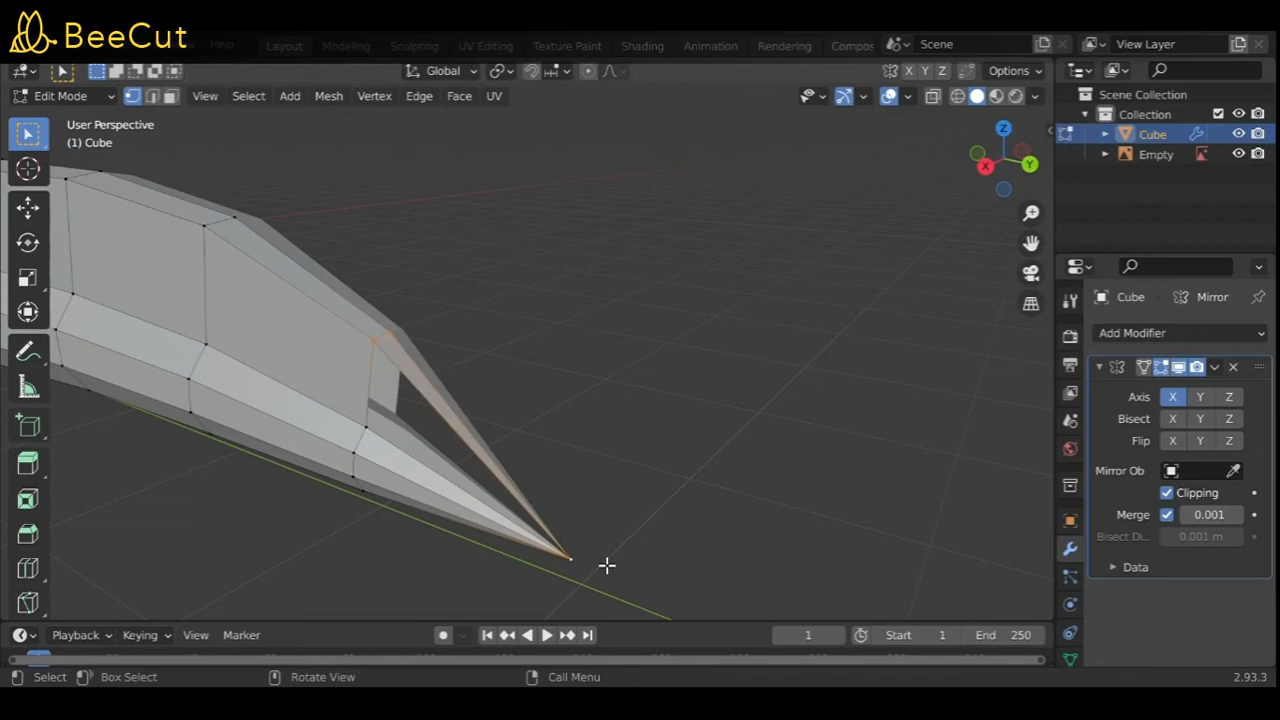 BeeCut
Help Layout Modeling Sculpting UV Editing Texture Paint Shading Animation Rendering Compos Scene View Layer
Global X Y Z Options
Edit Mode View Select Add Mesh Vertex Edge Face UV
User Perspective
(1) Cube
Z
X
Y
Scene Collection
Collection
Cube
Empty
Cube Mirror
Add Modifier
Axis X Y Z
Bisect X Y Z
Flip X Y Z
Mirror Ob
Clipping
Merge 0.001
Bisect Di... 0.001 m
Data
Playback Keying View Marker 1 Start 1 End 250
Select Box Select Rotate View Call Menu 2.93.3